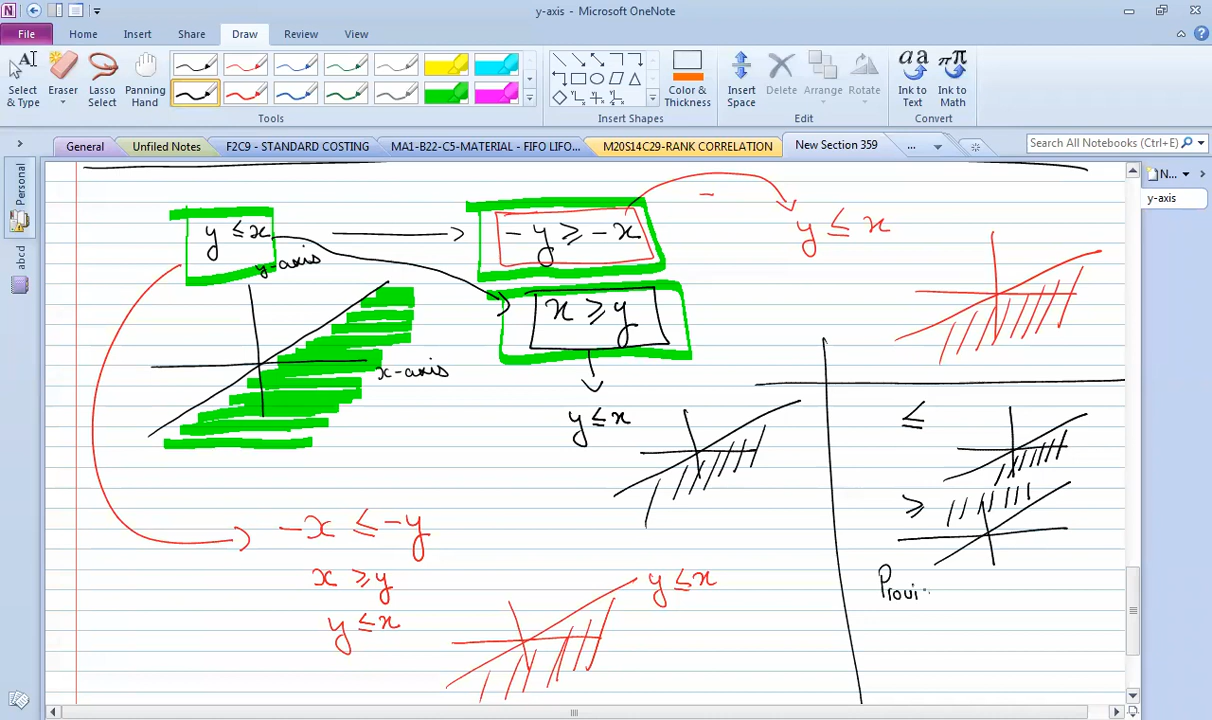 y-axis - Microsoft OneNote
File Home Insert Share Draw Review View
Select & Type
Eraser
Lasso Select
Panning Hand
Color & Thickness
Insert Space
Delete
Arrange
Rotate
Ink to Text
Ink to Math
Tools
Insert Shapes
Edit
Convert
General
Unfiled Notes
F2C9 - STANDARD COSTING
MA1-B22-C5-MATERIAL - FIFO LIFO...
M20S14C29-RANK CORRELATION
New Section 359
...
Search All Notebooks (Ctrl+E)
Personal
abcd
N...
y-axis
y ≤ x
-y ≥ -x
-
y ≤ x
y-axis
x ≥ y
x-axis
y ≤ x
≤
≥
-x ≤ -y
x ≥ y
y ≤ x
y ≤ x
Provi